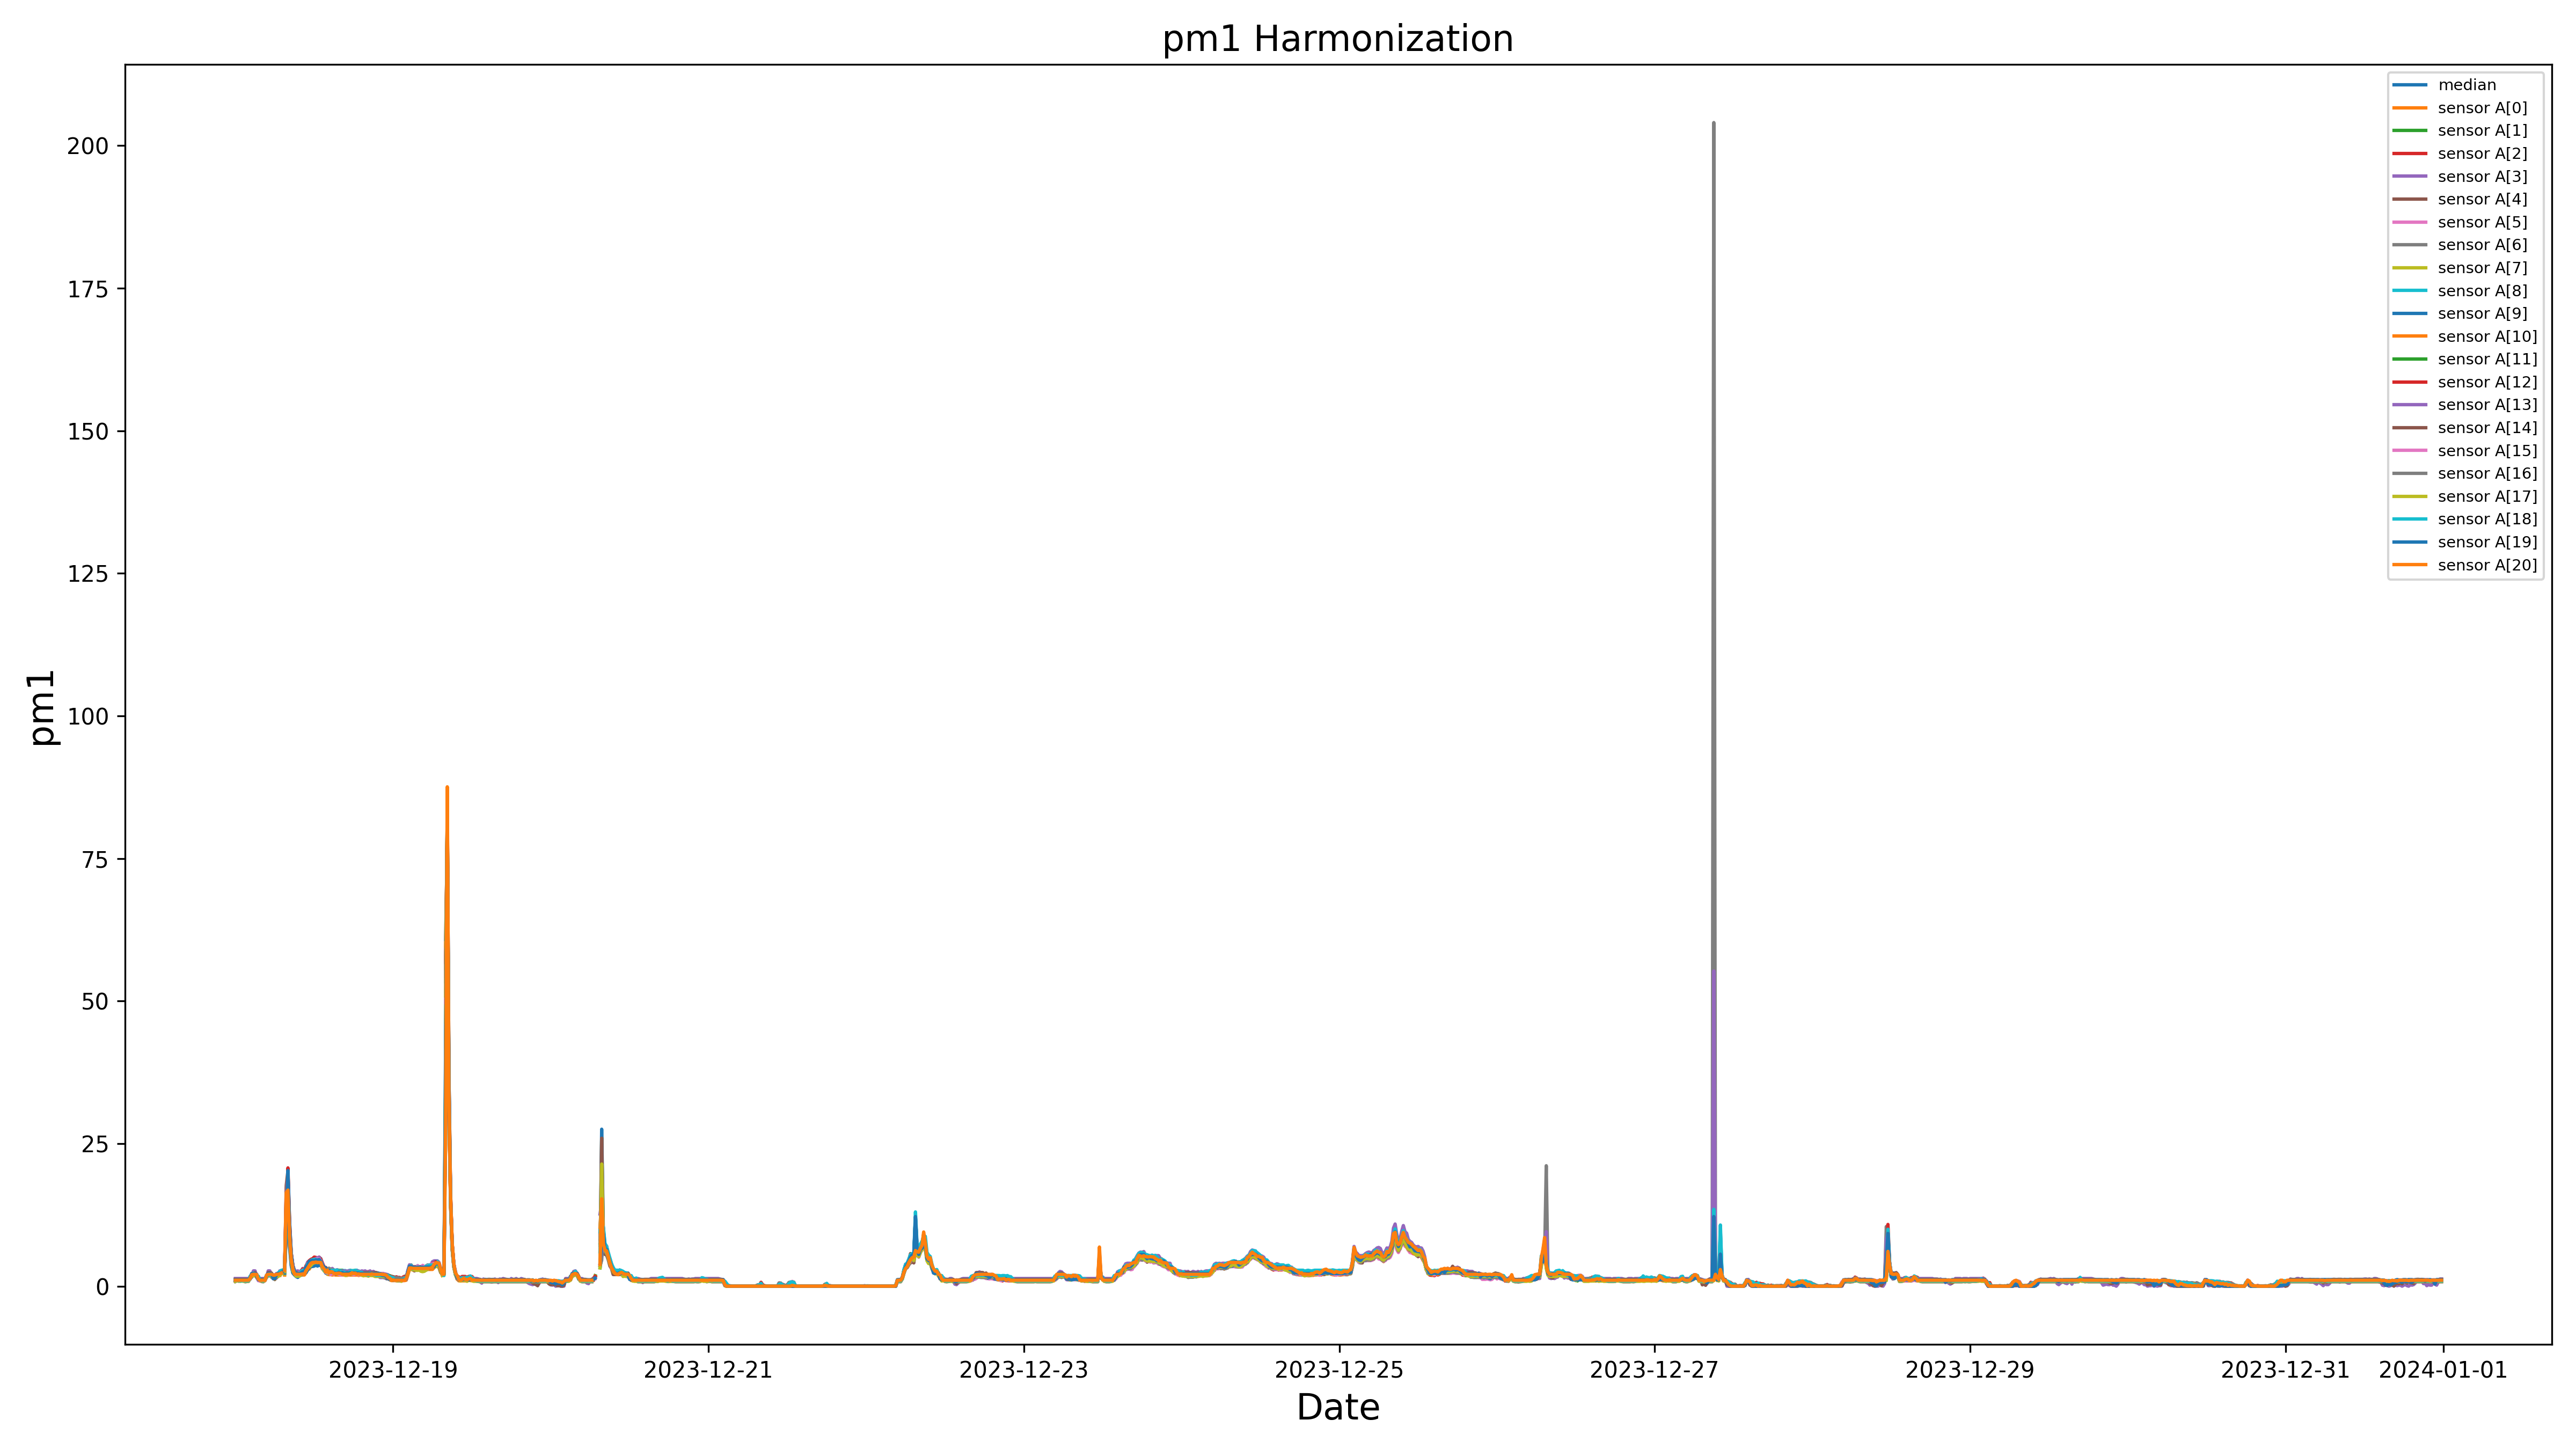 pm1 Harmonization
median
sensor A[0]
sensor A[1]
sensor A[2]
sensor A[3]
sensor A[4]
sensor A[5]
sensor A[6]
sensor A[7]
sensor A[8]
sensor A[9]
sensor A[10]
sensor A[11]
sensor A[12]
sensor A[13]
sensor A[14]
sensor A[15]
sensor A[16]
sensor A[17]
sensor A[18]
sensor A[19]
sensor A[20]
200
175
150
125
100
75
50
25
0
pm1
2023-12-19 2023-12-21 2023-12-23 2023-12-25 2023-12-27 2023-12-29 2023-12-31 2024-01-01
Date